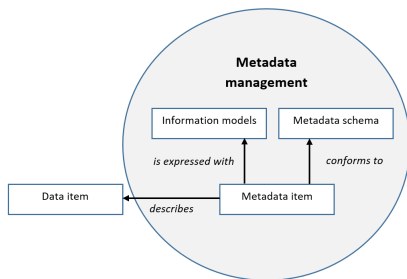 Metadata
management
Information models
Metadata schema
is expressed with
conforms to
Data item
Metadata item
describes